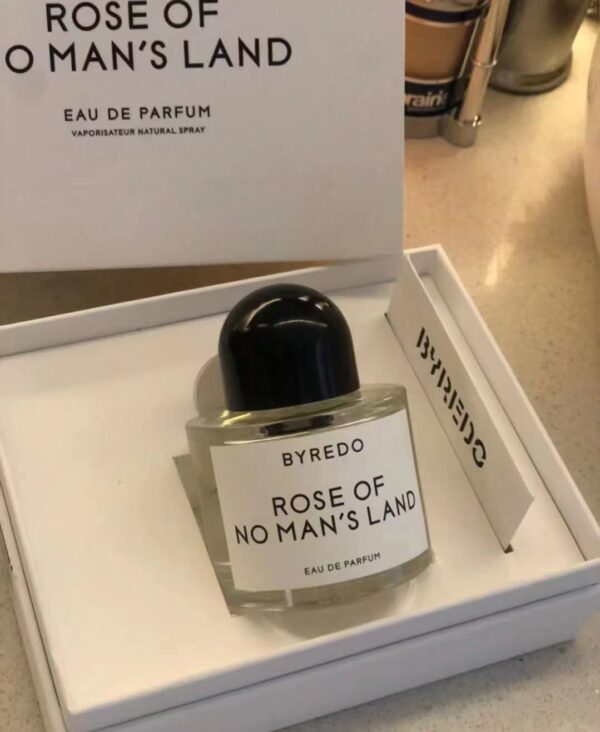 ROSE OF
O MAN'S LAND
EAU DE PARFUM
VAPORISATEUR NATURAL SPRAY
rain
BYREDO
BYREDO
ROSE OF
NO MAN'S LAND
EAU DE PARFUM